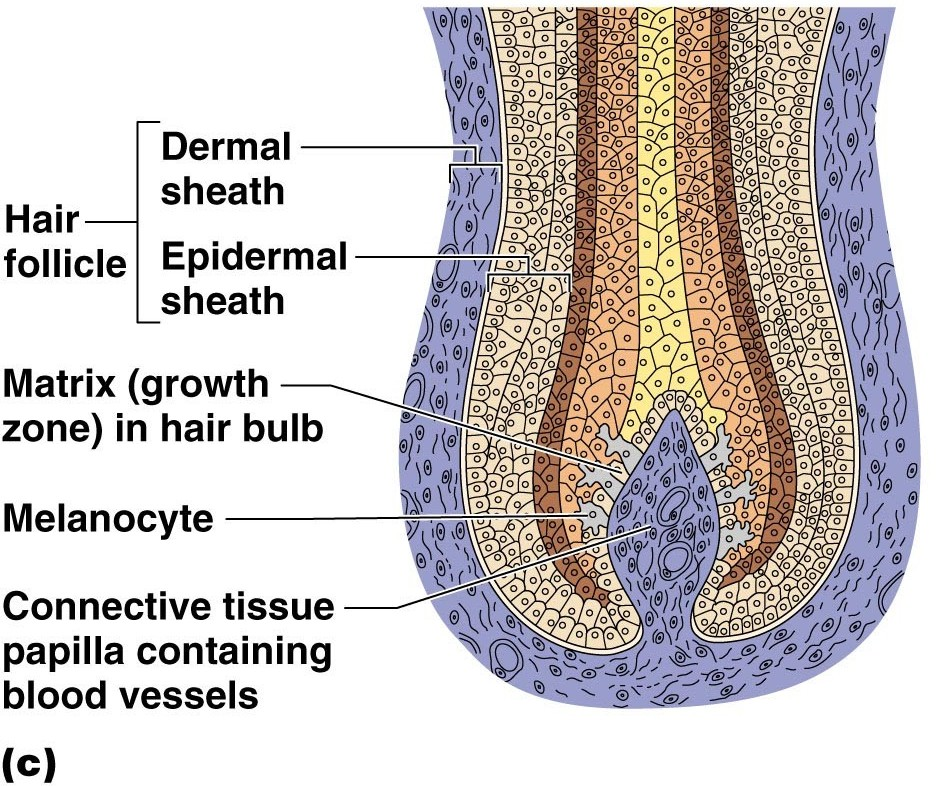 Dermal
sheath
Hair
follicle
Epidermal
sheath
Matrix (growth
zone) in hair bulb
Melanocyte
Connective tissue
papilla containing
blood vessels
(c)